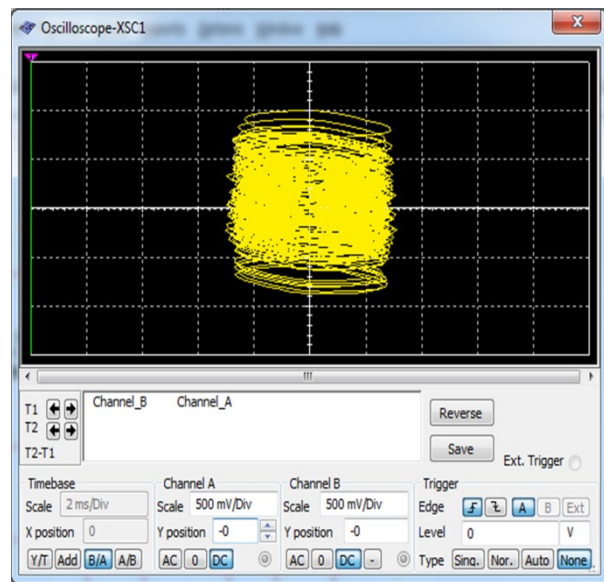 Oscilloscope-XSC1
T1
T2
T2-T1
Channel_B Channel_A
Reverse
Save
Ext. Trigger
Timebase
Scale 2 ms/Div
X position 0
Y/T Add B/A A/B
Channel A
Scale 500 mV/Div
Y position -0
AC 0 DC
Channel B
Scale 500 mV/Div
Y position -0
AC 0 DC -
Trigger
Edge A B Ext
Level 0 V
Type Sing. Nor. Auto None